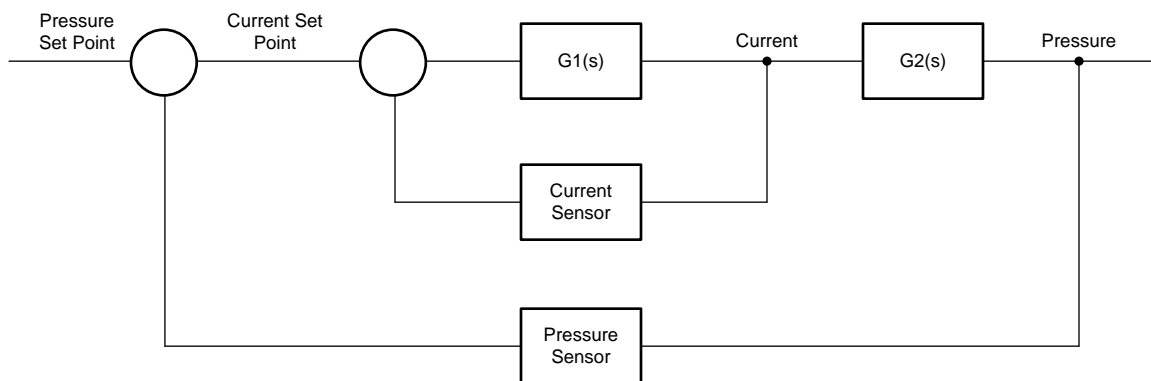 Pressure
Set Point
Current Set
Point
G1(s)
Current
G2(s)
Pressure
Current
Sensor
Pressure
Sensor